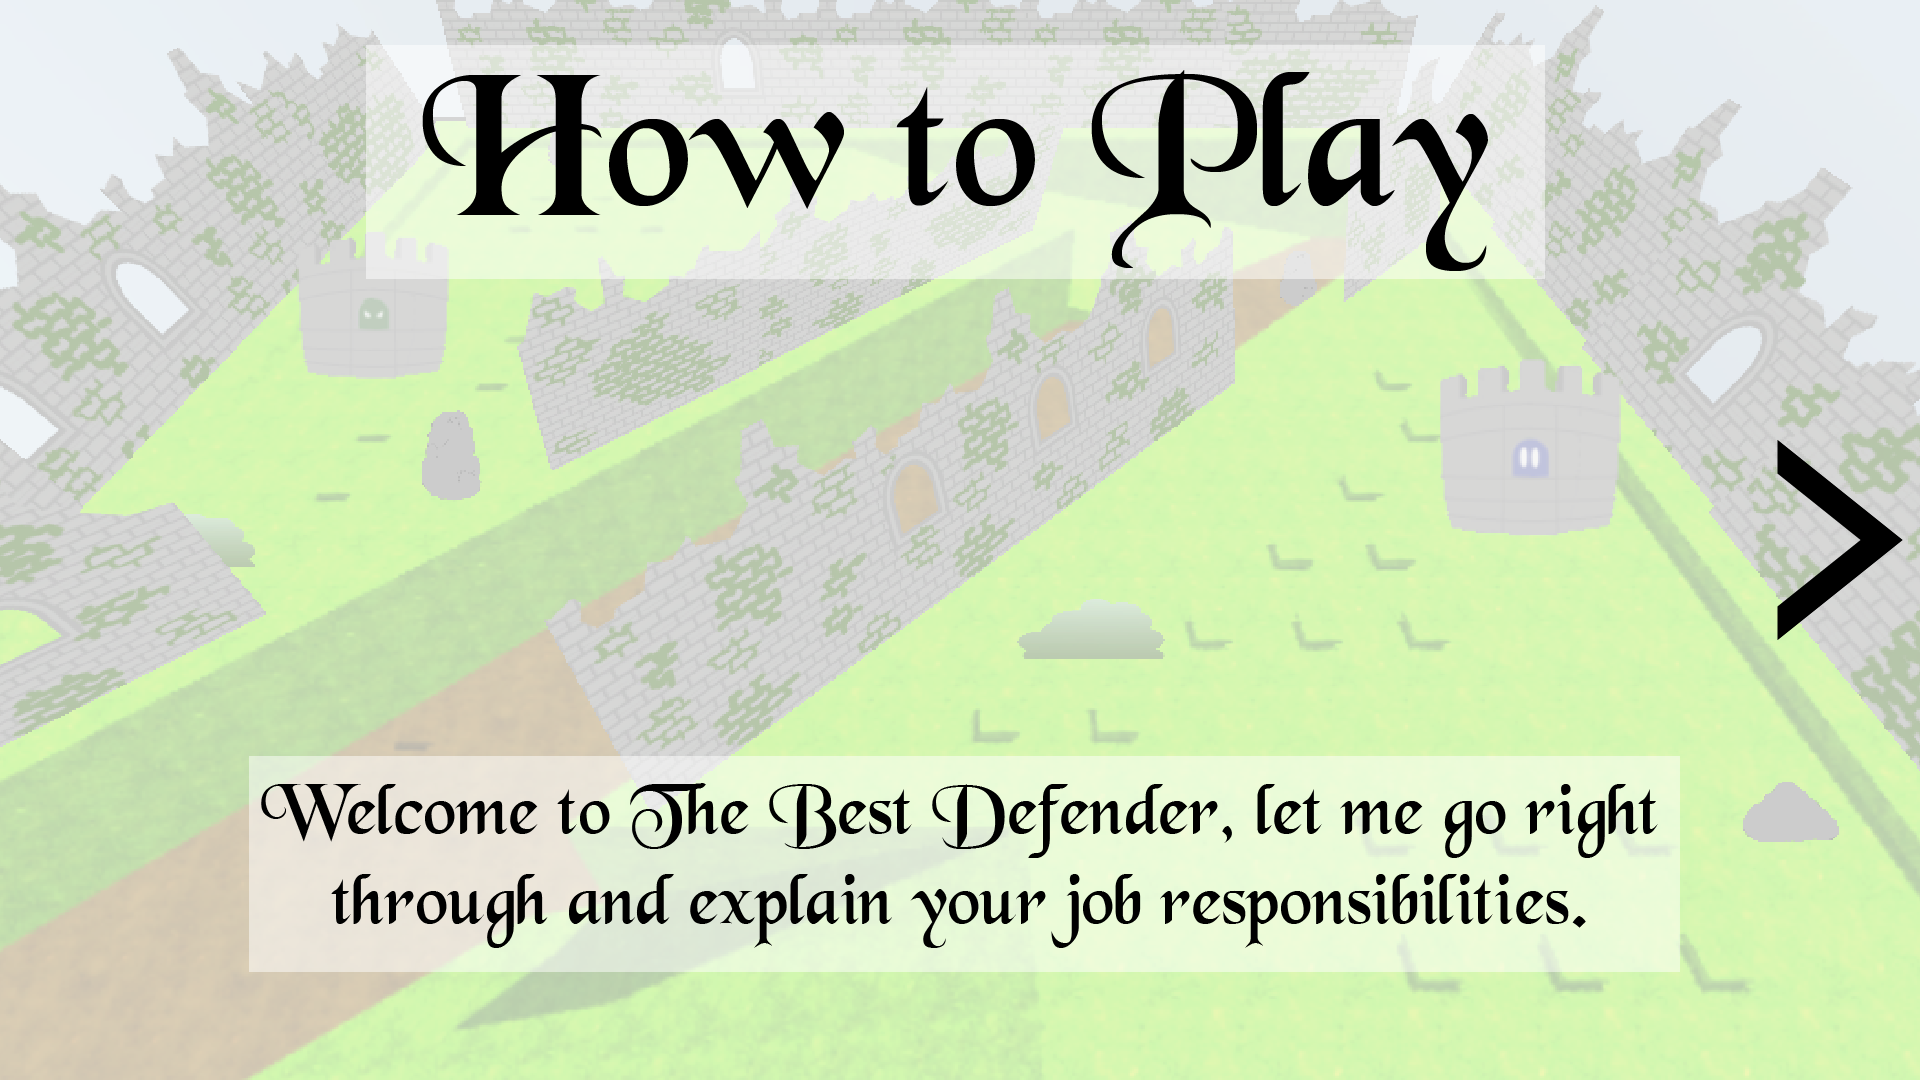 How to Play
Welcome to The Best Defender, let me go right
through and explain your job responsibilities.